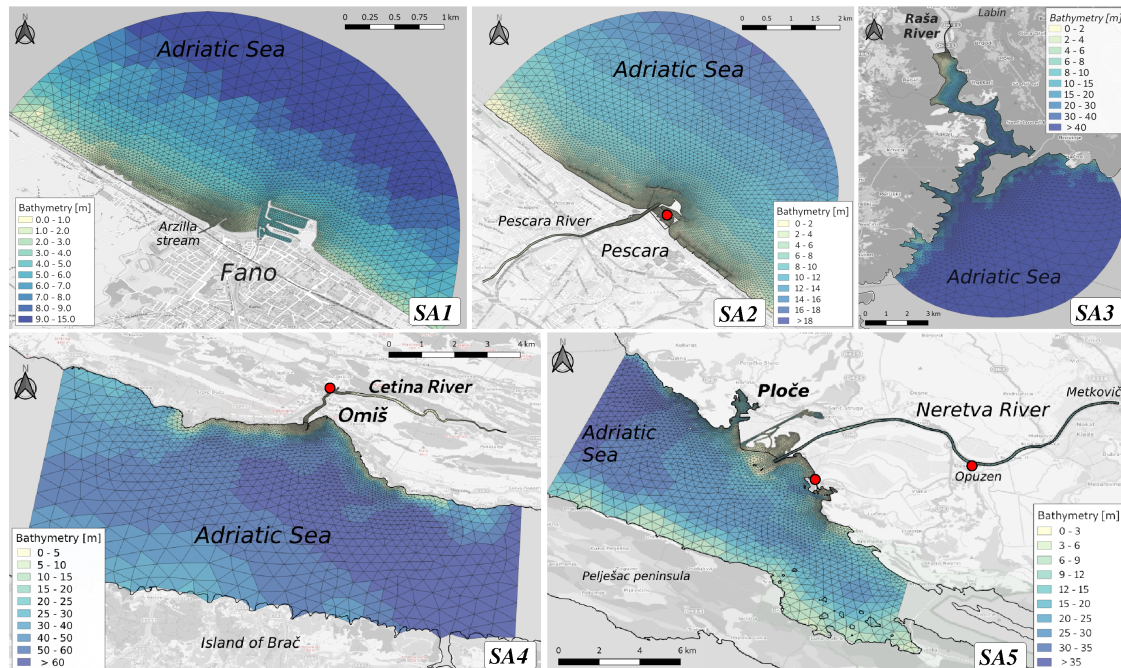 0 0.25 0.5 0.75 1 km
Adriatic Sea
Arzilla
stream
Fano
Bathymetry [m]
0.0 - 1.0
1.0 - 2.0
2.0 - 3.0
3.0 - 4.0
4.0 - 5.0
5.0 - 6.0
6.0 - 7.0
7.0 - 8.0
8.0 - 9.0
9.0 - 15.0
SA1
0 0.5 1 1.5 2 km
Adriatic Sea
Pescara River
Pescara
Bathymetry [m]
0 - 2
2 - 4
4 - 6
6 - 8
8 - 10
10 - 12
12 - 14
14 - 16
16 - 18
> 18
SA2
Raša
River
Labin
Bathymetry [m]
0 - 2
2 - 4
4 - 6
6 - 8
8 - 10
10 - 15
15 - 20
20 - 30
30 - 40
> 40
Adriatic Sea
0 1 2 3 km
SA3
0 1 2 3 4 km
Cetina River
Omiš
Adriatic Sea
Bathymetry [m]
0 - 5
5 - 10
10 - 15
15 - 20
20 - 25
25 - 30
30 - 40
40 - 50
50 - 60
> 60
Island of Brač
SA4
Ploče
Neretva River
Metkovič
Adriatic
Sea
Opuzen
Pelješac peninsula
Bathymetry [m]
0 - 3
3 - 6
6 - 9
9 - 12
12 - 15
15 - 20
20 - 25
25 - 30
30 - 35
> 35
0 2 4 6 km
SA5